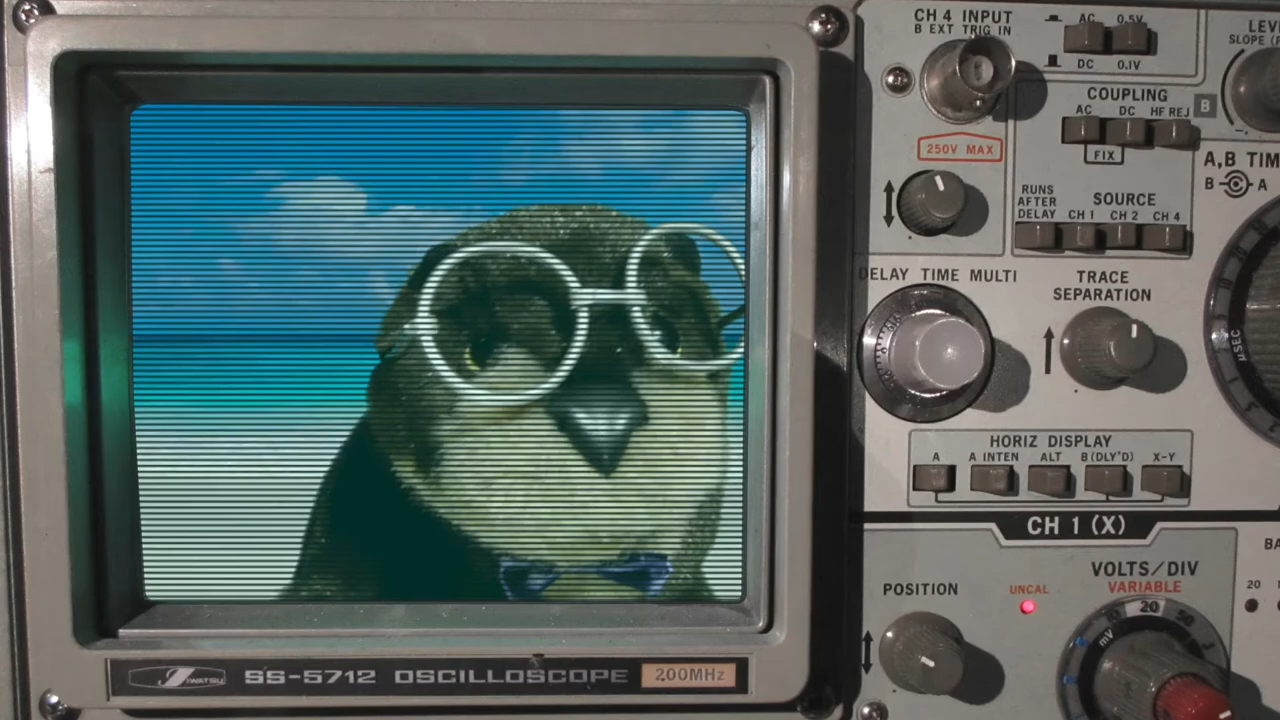 CH 4 INPUT
B EXT TRIG IN
AC 0.5V
DC 0.1V
250V MAX
COUPLING
AC DC HF REJ
B
FIX
RUNS
AFTER
DELAY
SOURCE
CH 1 CH 2 CH 4
A,B TIM
B A
DELAY TIME MULTI
TRACE
SEPARATION
µSEC
HORIZ DISPLAY
A A INTEN ALT B (DLY'D) X-Y
CH 1 (X)
POSITION
UNCAL
VOLTS/DIV
VARIABLE
20
50
mV
20
IWATSU
SS-5712 OSCILLOSCOPE
200MHz